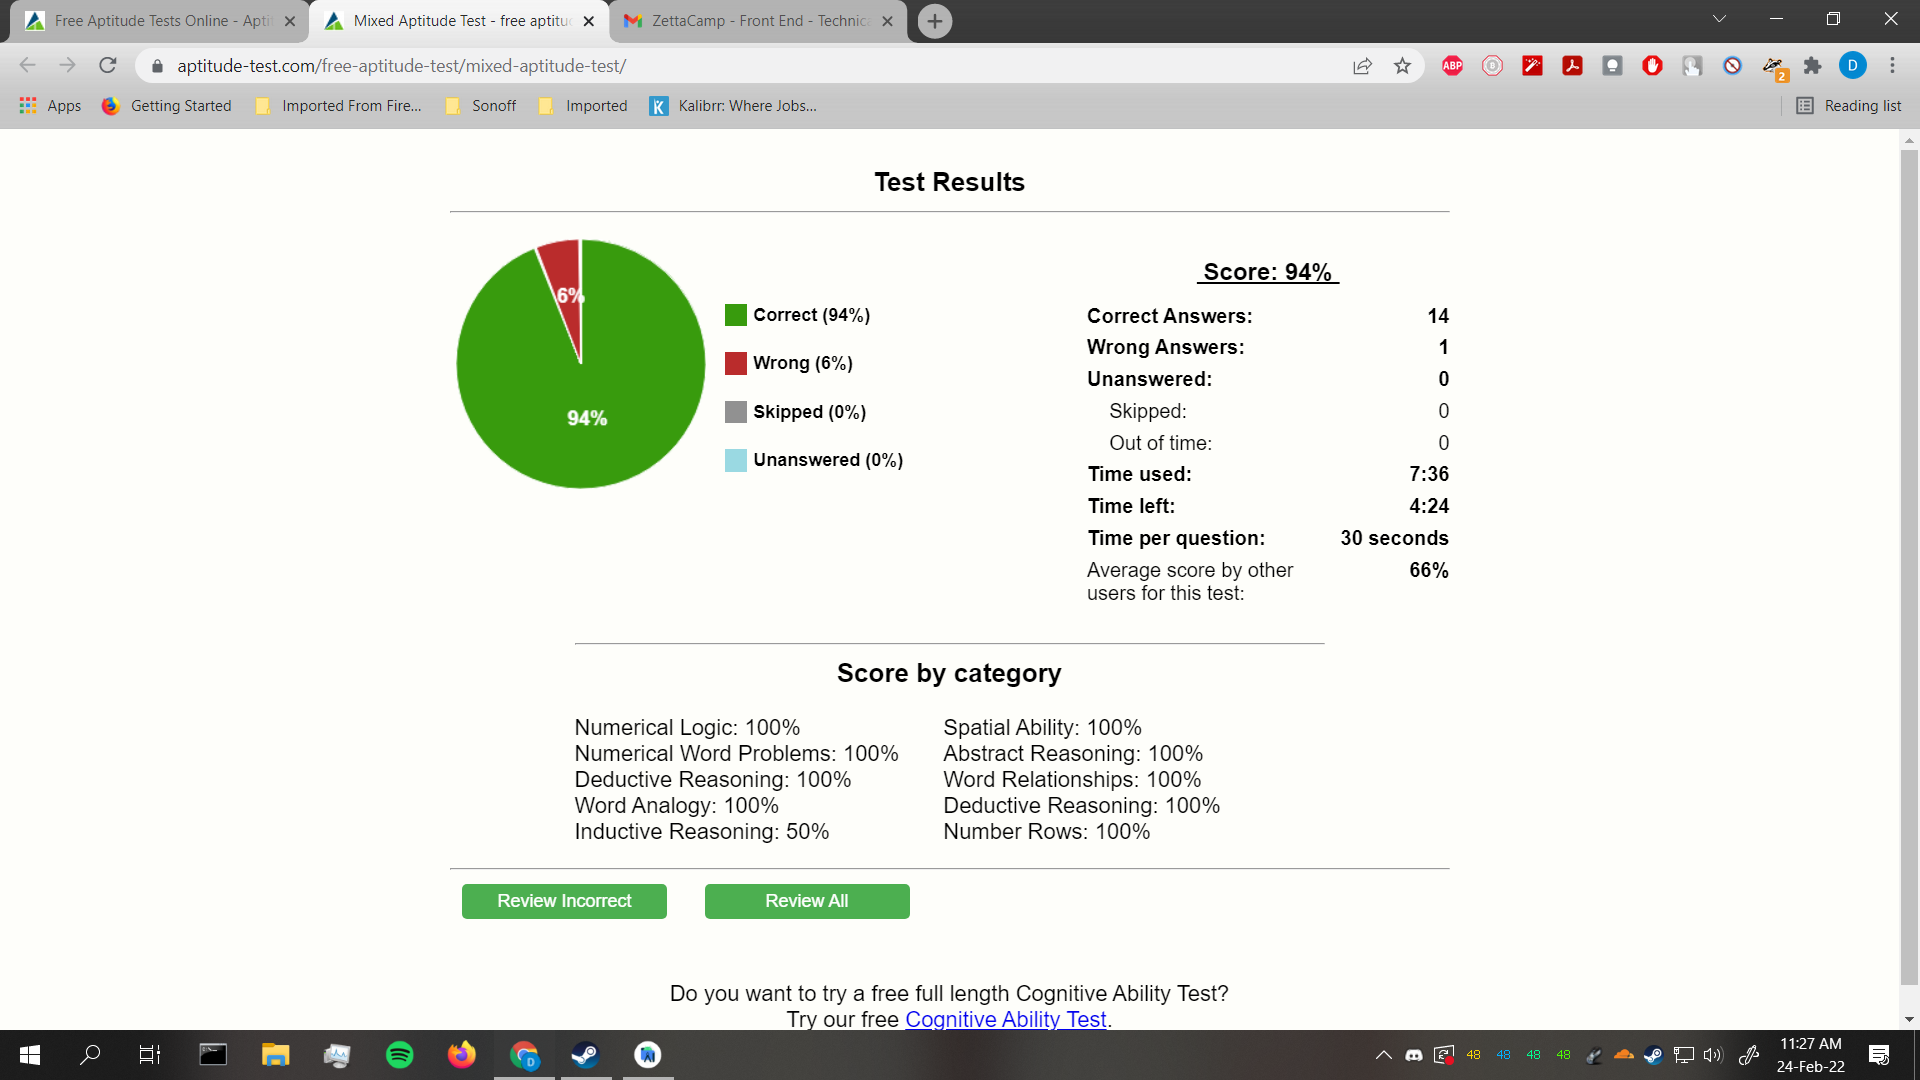 Free Aptitude Tests Online - Apti
Mixed Aptitude Test - free aptitu
ZettaCamp - Front End - Technica
aptitude-test.com/free-aptitude-test/mixed-aptitude-test/
ABP
2
D
Apps
Getting Started
Imported From Fire...
Sonoff
Imported
Kalibrr: Where Jobs...
Reading list
Test Results
6%
94%
Correct (94%)
Wrong (6%)
Skipped (0%)
Unanswered (0%)
Score: 94%
Correct Answers: 14
Wrong Answers: 1
Unanswered: 0
Skipped: 0
Out of time: 0
Time used: 7:36
Time left: 4:24
Time per question: 30 seconds
Average score by other 66%
users for this test:
Score by category
Numerical Logic: 100%
Numerical Word Problems: 100%
Deductive Reasoning: 100%
Word Analogy: 100%
Inductive Reasoning: 50%
Spatial Ability: 100%
Abstract Reasoning: 100%
Word Relationships: 100%
Deductive Reasoning: 100%
Number Rows: 100%
Review Incorrect
Review All
Do you want to try a free full length Cognitive Ability Test?
Try our free Cognitive Ability Test.
D
48 48 48 48
11:27 AM
24-Feb-22